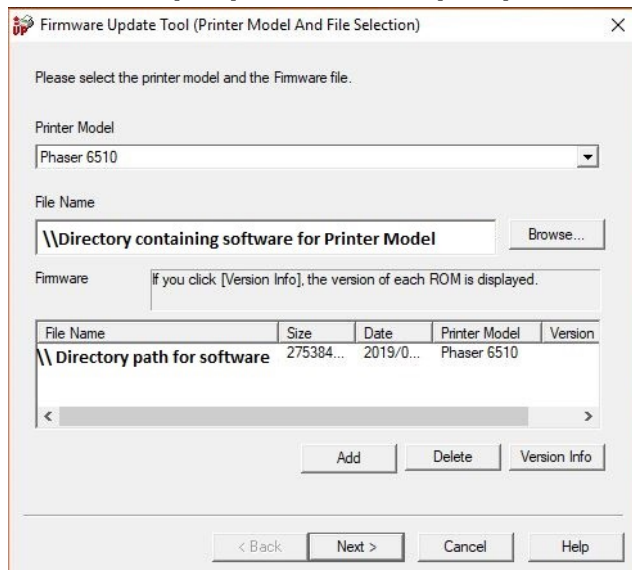 Firmware Update Tool (Printer Model And File Selection)
Please select the printer model and the Firmware file.
Printer Model
Phaser 6510
File Name
\\Directory containing software for Printer Model
Browse...
Firmware
If you click [Version Info], the version of each ROM is displayed.
File Name Size Date Printer Model Version
\\ Directory path for software 275384... 2019/0... Phaser 6510
Add Delete Version Info
< Back Next > Cancel Help